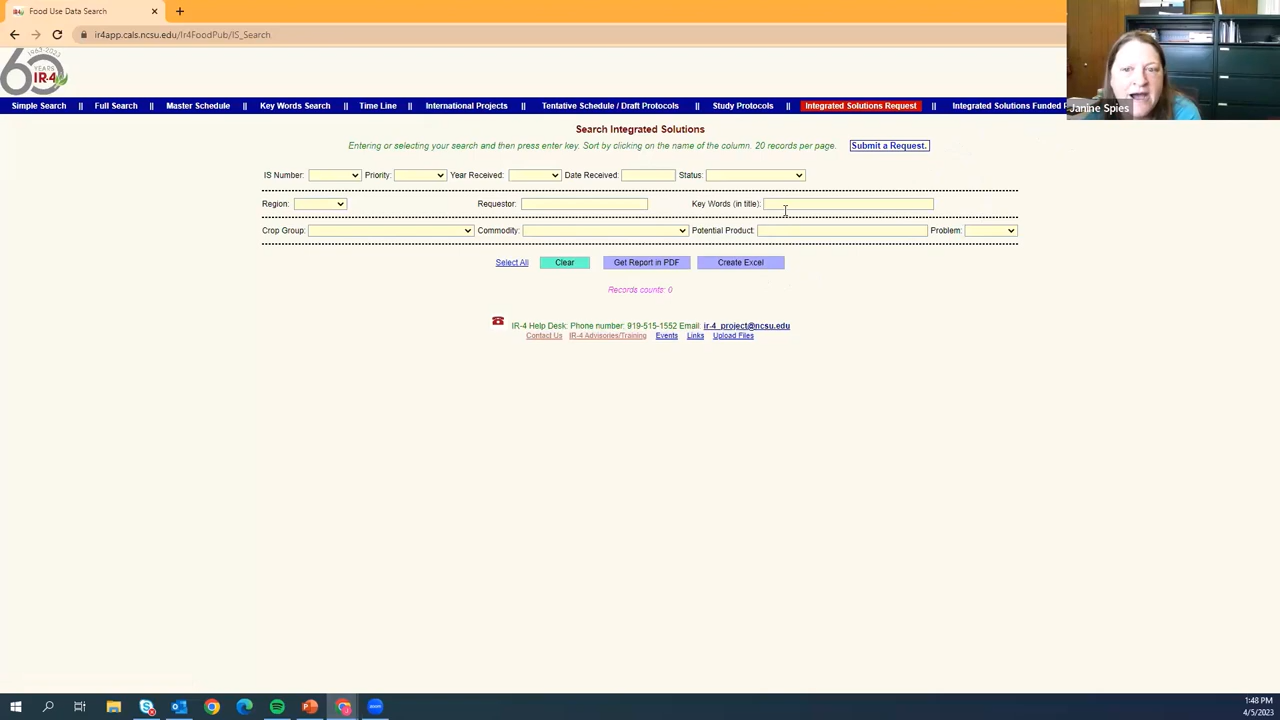 Food Use Data Search
ir4app.cals.ncsu.edu/Ir4FoodPub/IS_Search
1963-2023
60
YEARS
IR-4
Simple Search || Full Search || Master Schedule || Key Words Search || Time Line || International Projects || Tentative Schedule / Draft Protocols || Study Protocols || Integrated Solutions Request || Integrated Solutions Funded
Janine Spies
Search Integrated Solutions
Entering or selecting your search and then press enter key. Sort by clicking on the name of the column. 20 records per page. Submit a Request.
IS Number: Priority: Year Received: Date Received: Status:
Region: Requestor: Key Words (in title):
Crop Group: Commodity: Potential Product: Problem:
Select All Clear Get Report in PDF Create Excel
Records counts: 0
IR-4 Help Desk: Phone number: 919-515-1552 Email: ir-4_project@ncsu.edu
Contact Us IR-4 Advisories/Training Events Links Upload Files
1:48 PM
4/5/2023